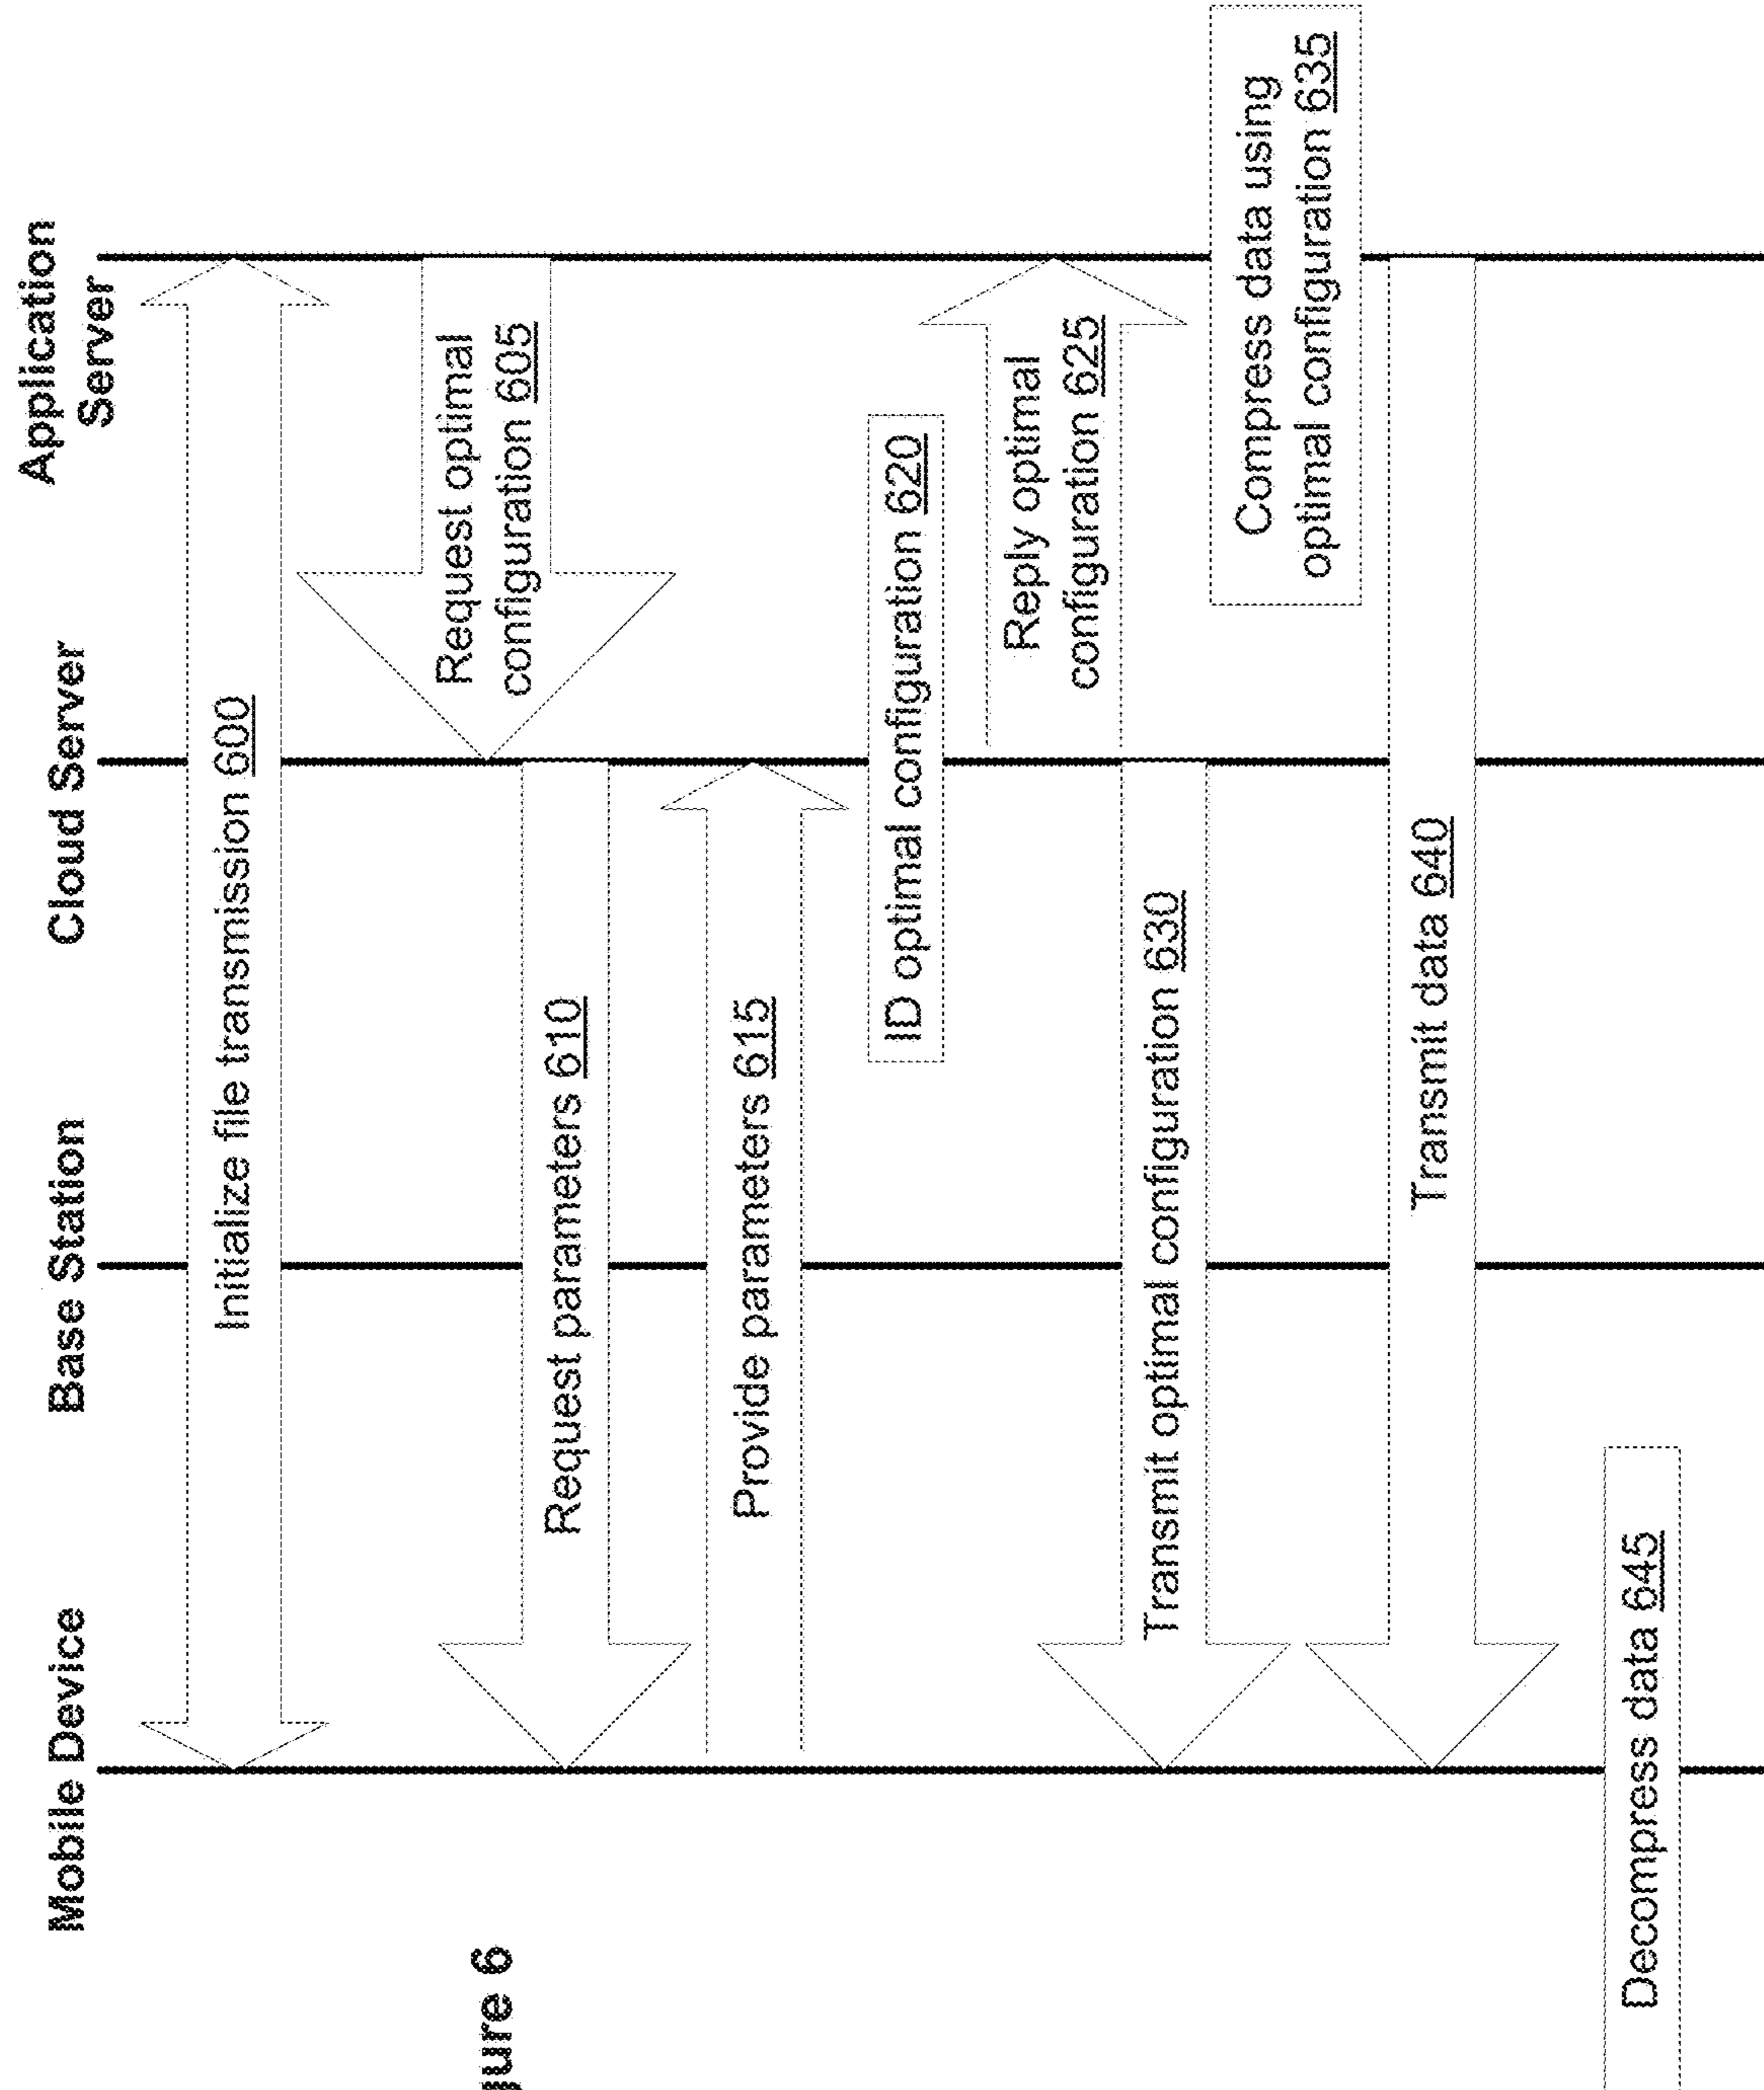 Mobile Device
Base Station
Cloud Server
Application
Server
Initialize file transmission 600
Request optimal
configuration 605
Request parameters 610
Provide parameters 615
ID optimal configuration 620
Reply optimal
configuration 625
Transmit optimal configuration 630
Compress data using
optimal configuration 635
Transmit data 640
Decompress data 645
gure 6